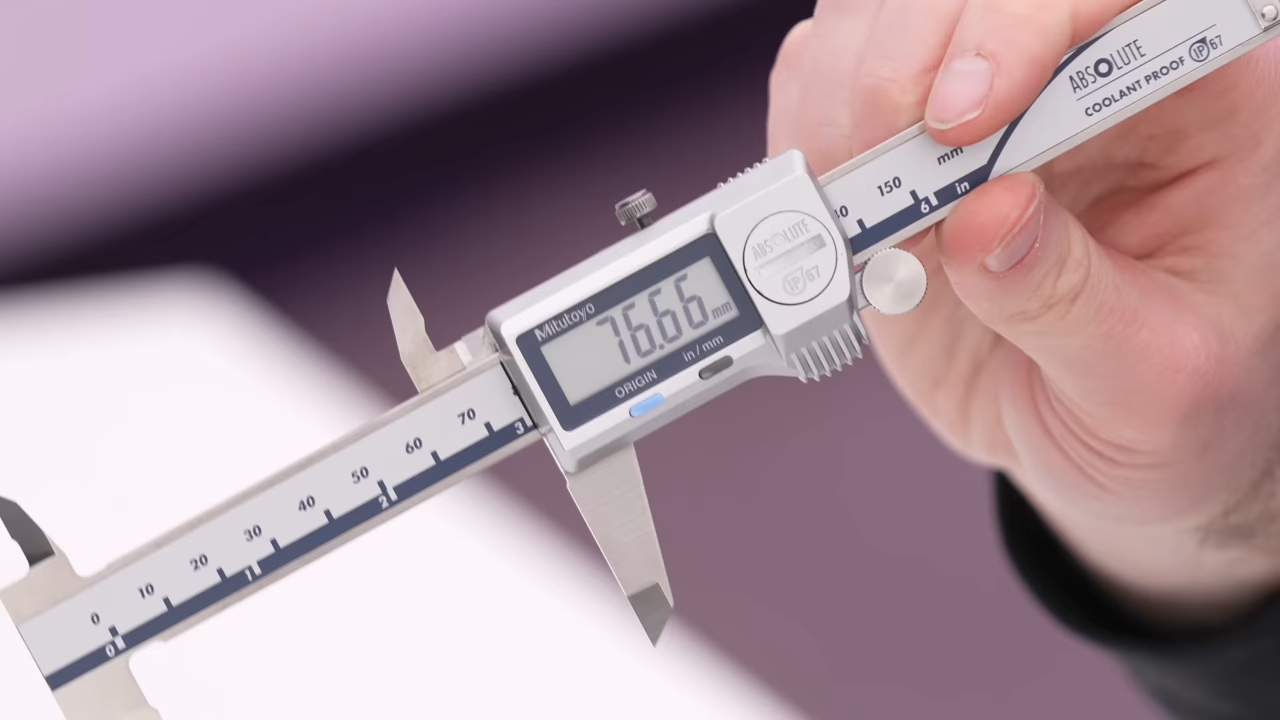 ABSOLUTE
COOLANT PROOF IP67
mm
150
6 in
ABSOLUTE
IP67
Mitutoyo
76.66 mm
in/mm
ORIGIN
0 10 20 30 40 50 60 70
0 1 2 3